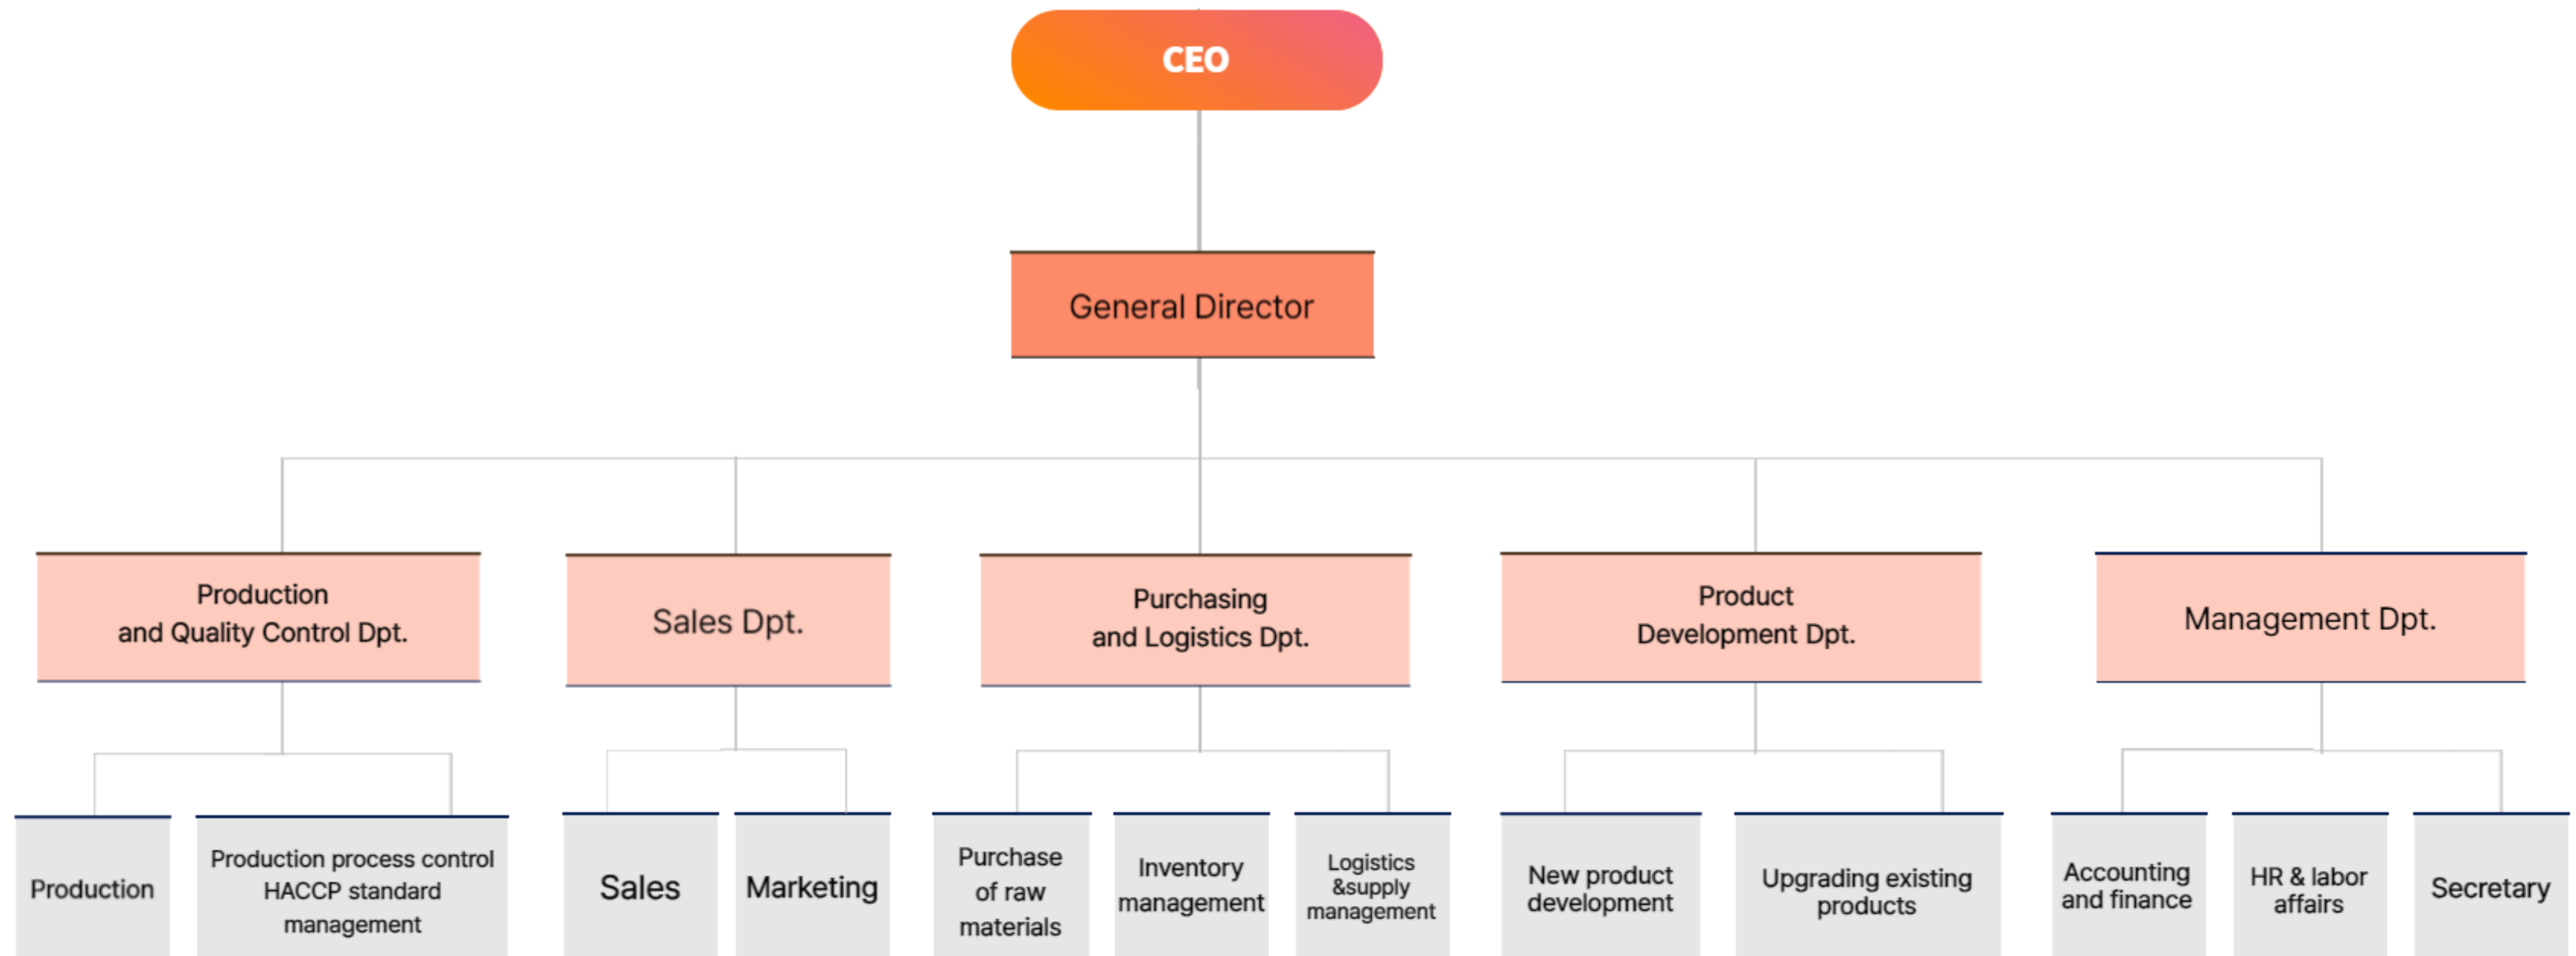 CEO
General Director
Production
and Quality Control Dpt.
Sales Dpt.
Purchasing
and Logistics Dpt.
Product
Development Dpt.
Management Dpt.
Production
Production process control
HACCP standard
management
Sales
Marketing
Purchase
of raw
materials
Inventory
management
Logistics
&supply
management
New product
development
Upgrading existing
products
Accounting
and finance
HR & labor
affairs
Secretary